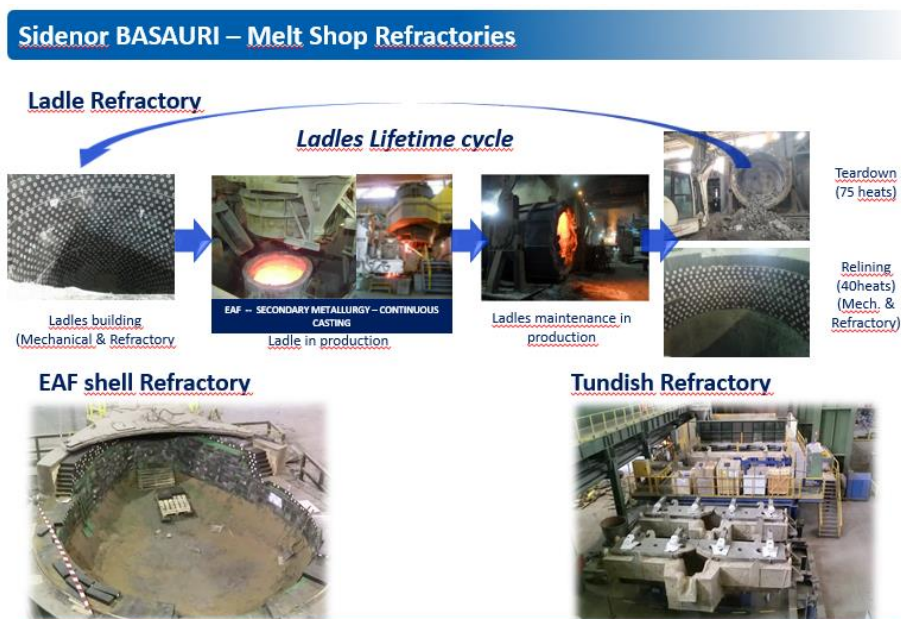 Sidenor BASAURI – Melt Shop Refractories
Ladle Refractory
Ladles Lifetime cycle
Teardown
(75 heats)
Relining
(40heats)
(Mech. &
Refractory)
Ladles building
(Mechanical & Refractory
EAF -- SECONDARY METALLURGY – CONTINUOUS
CASTING
Ladle in production
Ladles maintenance in
production
EAF shell Refractory
Tundish Refractory